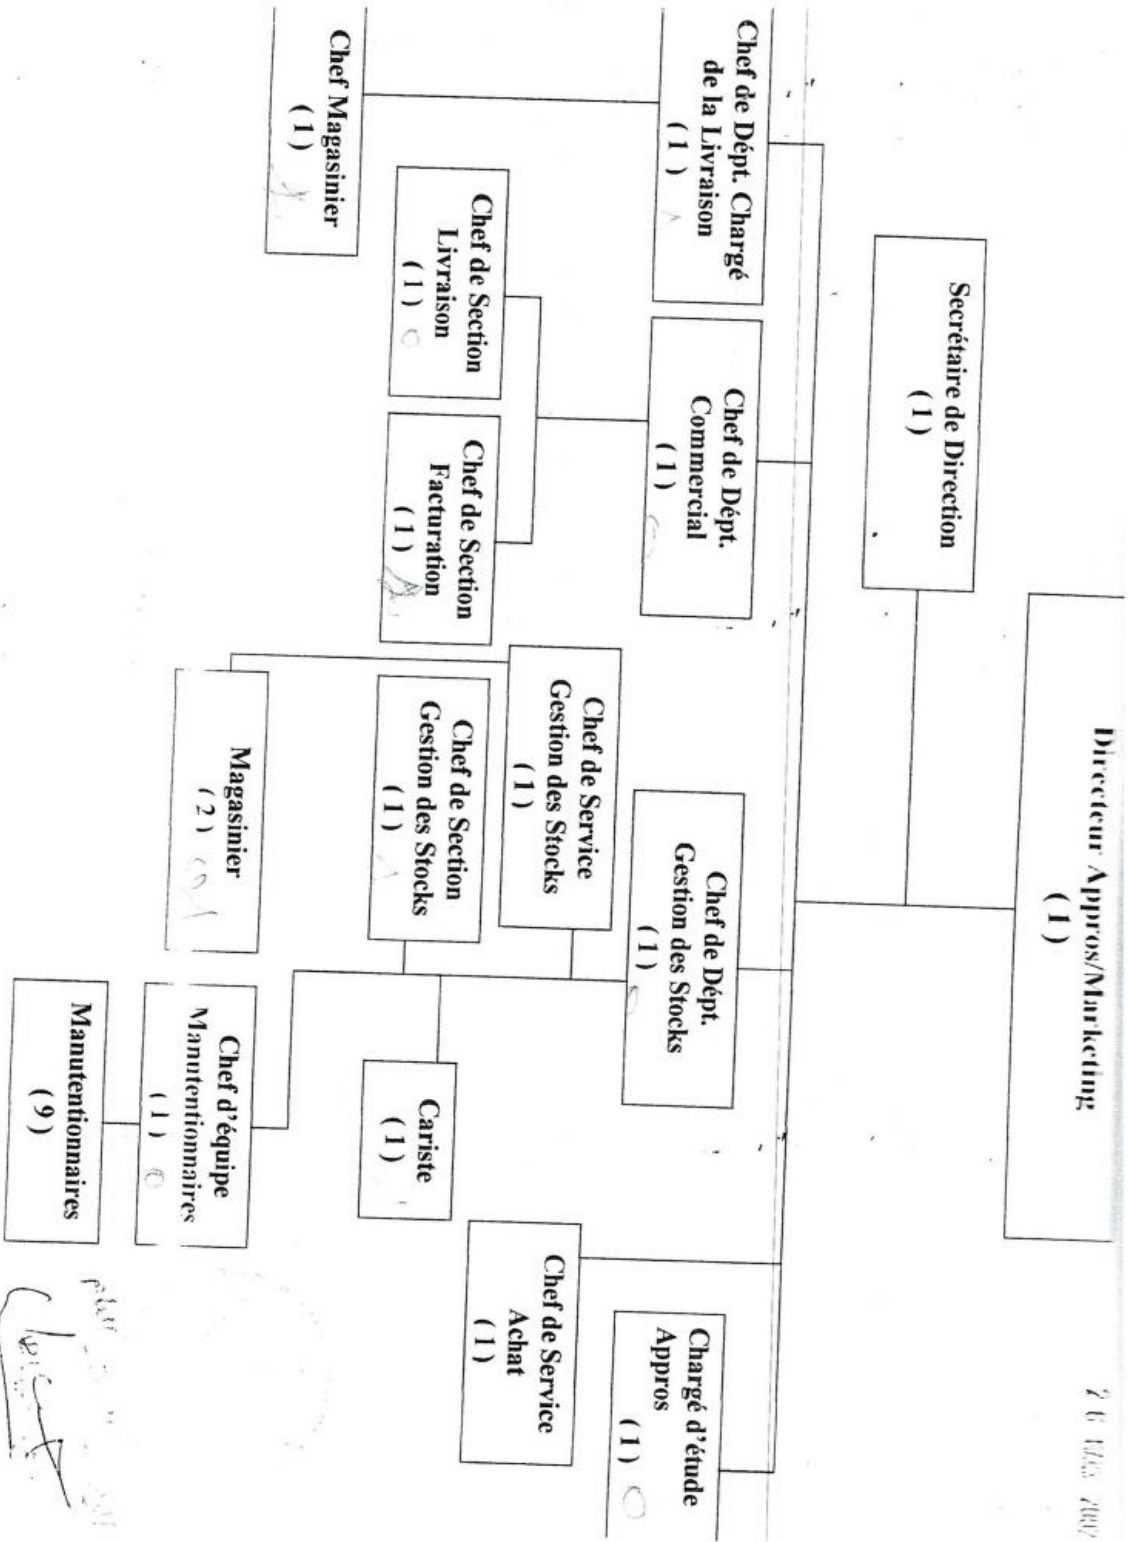 Directeur Appros/Marketing
(1)
Secrétaire de Direction
(1)
Chef de Dépt. Chargé
de la Livraison
(1)
Chef de Dépt.
Commercial
(1)
Chef de Dépt.
Gestion des Stocks
(1)
Chargé d'étude
Appros
(1)
Chef de Service
Achat
(1)
Chef de Service
Gestion des Stocks
(1)
Chef de Section
Livraison
(1)
Chef de Section
Facturation
(1)
Chef de Section
Gestion des Stocks
(1)
Cariste
(1)
Chef Magasinier
(1)
Magasinier
(2)
Chef d'équipe
Manutentionnaires
(1)
Manutentionnaires
(9)